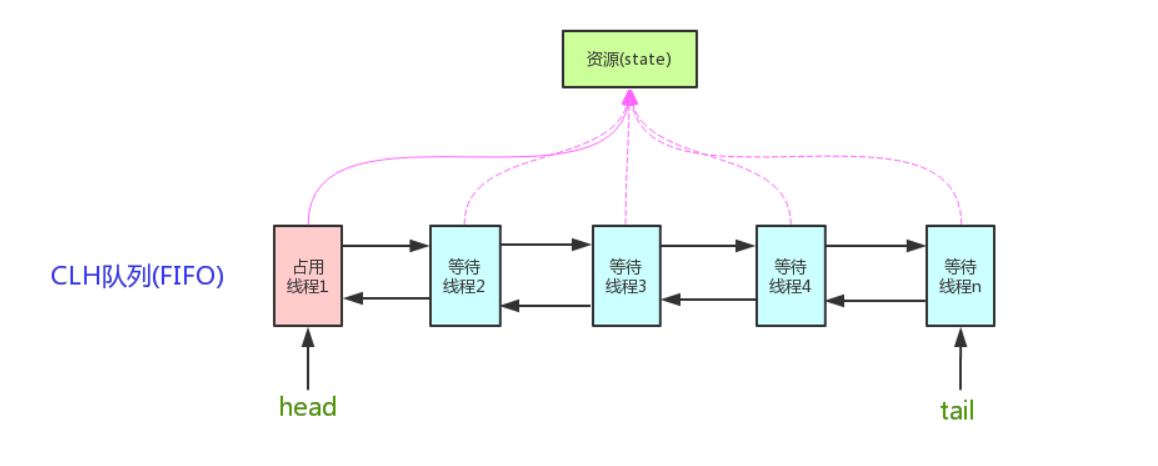 资源(state)
CLH队列(FIFO)
占用
线程1
等待
线程2
等待
线程3
等待
线程4
等待
线程n
head
tail